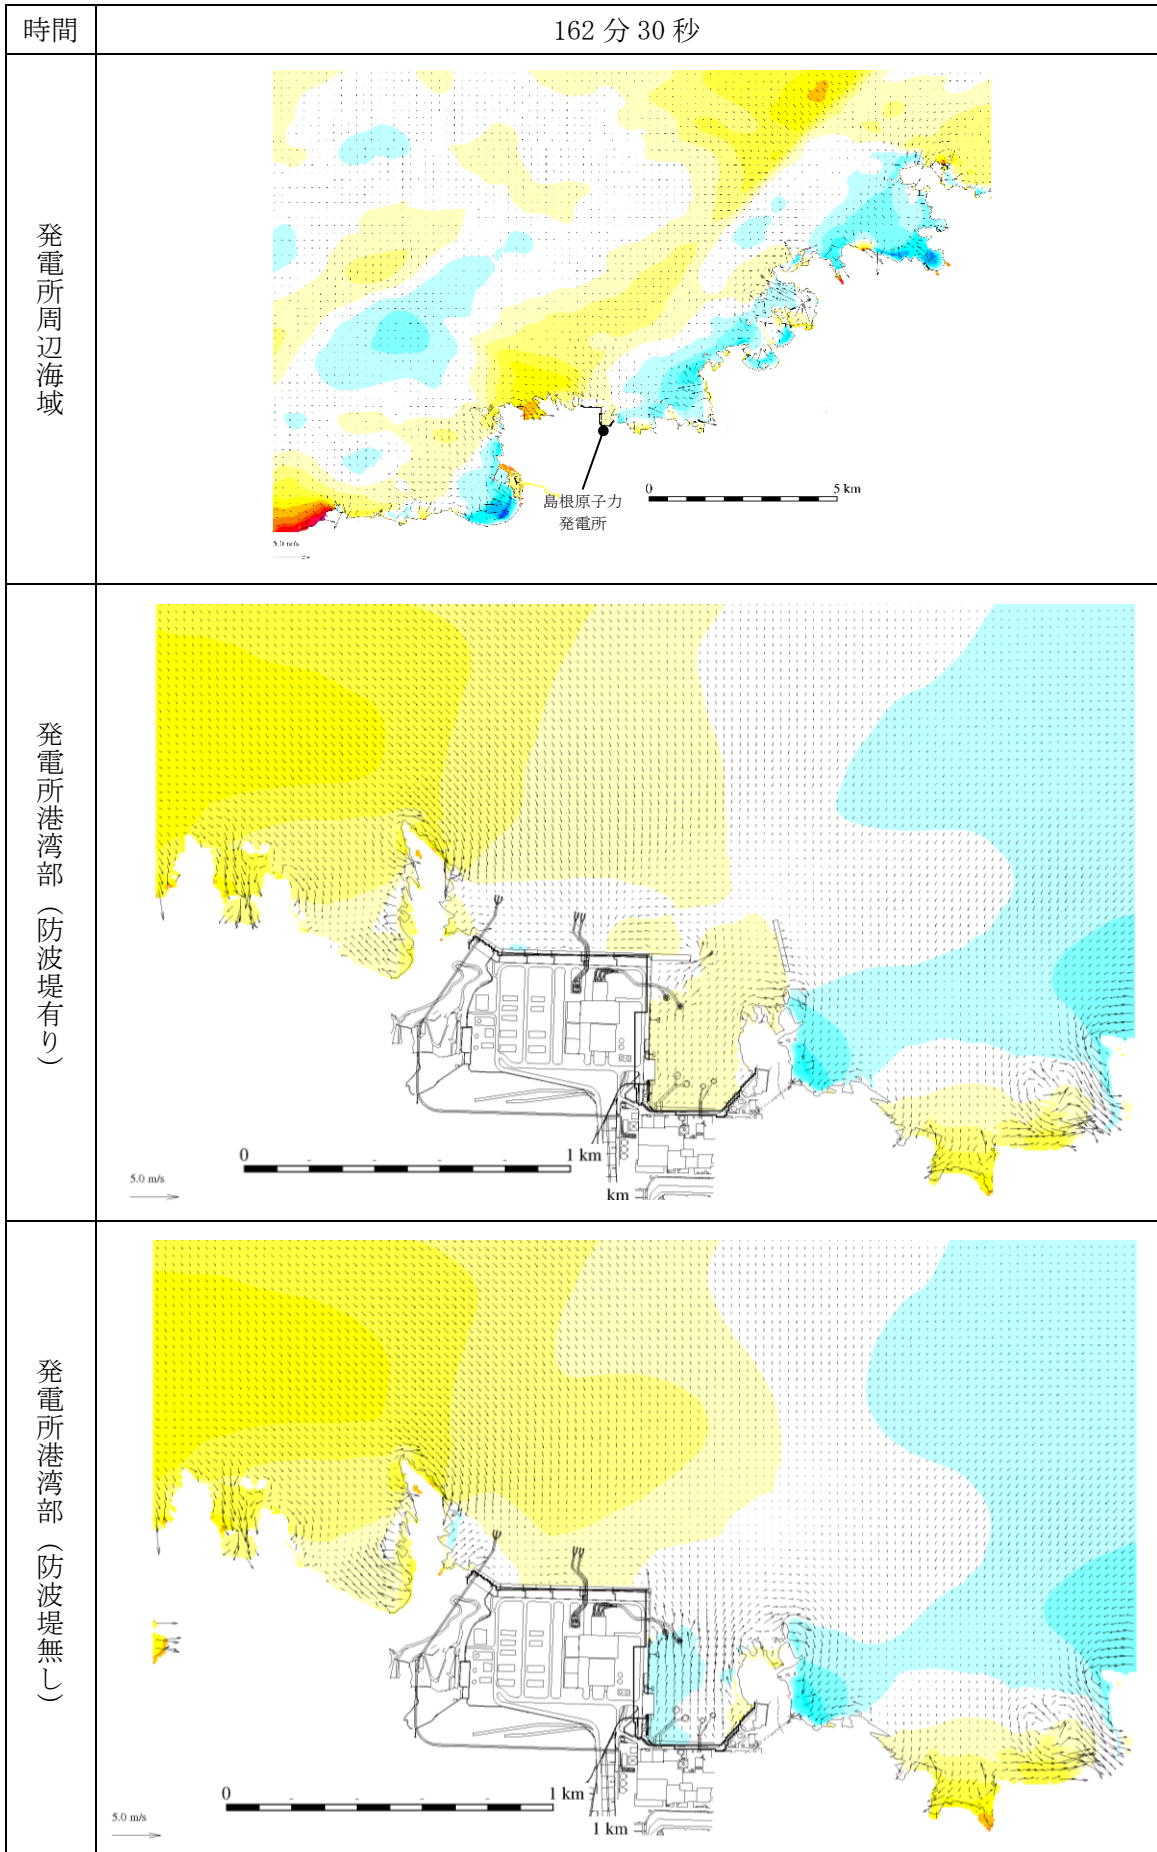 時間
162 分 30 秒
発電所周辺海域
島根原子力
発電所
0 5 km
5.0 m/s
発電所港湾部（防波堤有り）
0 1 km
5.0 m/s
km
発電所港湾部（防波堤無し）
0 1 km
5.0 m/s
1 km